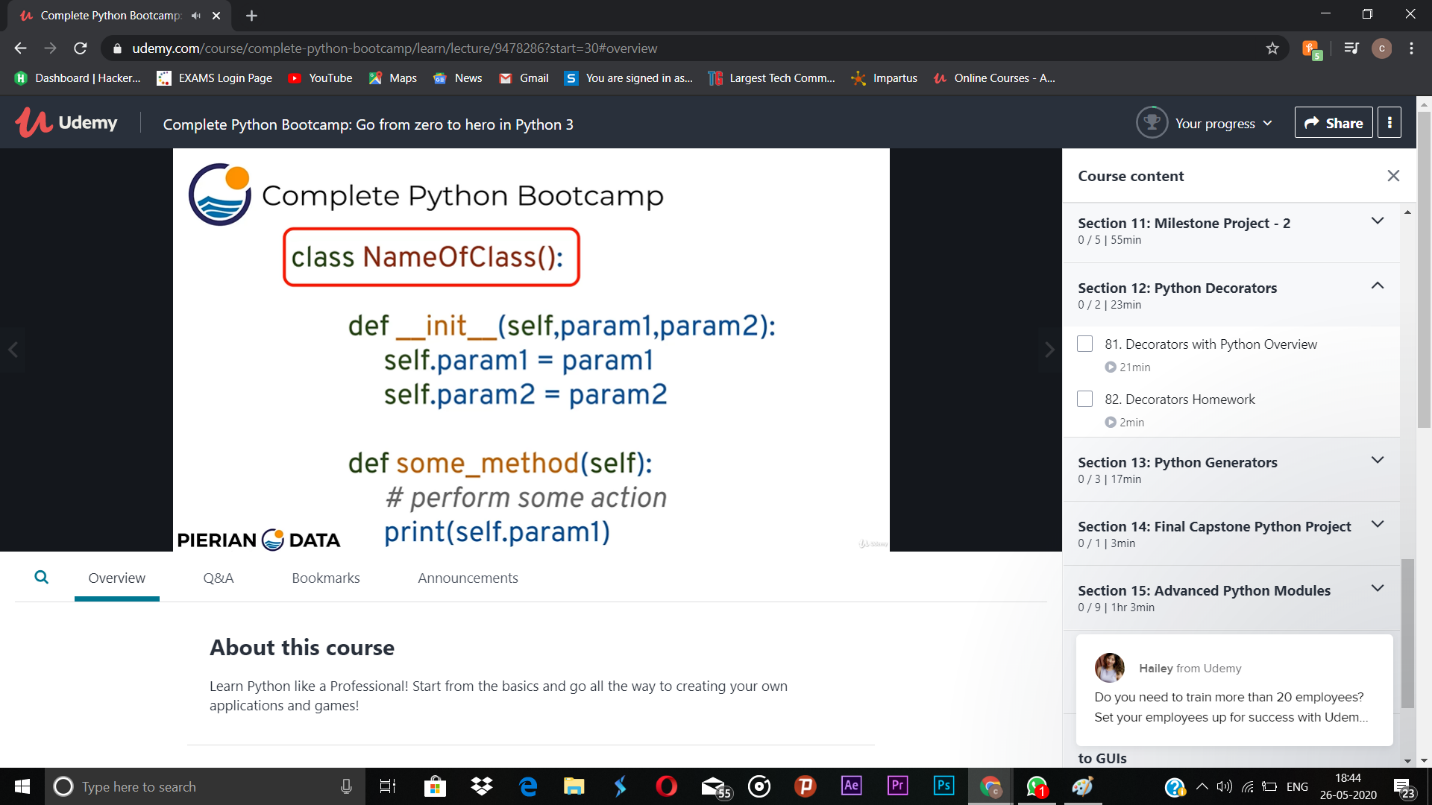 Complete Python Bootcamp:
udemy.com/course/complete-python-bootcamp/learn/lecture/9478286?start=30#overview
Dashboard | Hacker...
EXAMS Login Page
YouTube
Maps
News
Gmail
You are signed in as...
Largest Tech Comm...
Impartus
Online Courses - A...
Udemy
Complete Python Bootcamp: Go from zero to hero in Python 3
Your progress
Share
Complete Python Bootcamp
class NameOfClass():
def __init__(self,param1,param2):
self.param1 = param1
self.param2 = param2
def some_method(self):
# perform some action
print(self.param1)
PIERIAN DATA
Course content
Section 11: Milestone Project - 2
0 / 5 | 55min
Section 12: Python Decorators
0 / 2 | 23min
81. Decorators with Python Overview
21min
82. Decorators Homework
2min
Section 13: Python Generators
0 / 3 | 17min
Section 14: Final Capstone Python Project
0 / 1 | 3min
Section 15: Advanced Python Modules
0 / 9 | 1hr 3min
Hailey from Udemy
Do you need to train more than 20 employees?
Set your employees up for success with Udem...
to GUIs
Overview
Q&A
Bookmarks
Announcements
About this course
Learn Python like a Professional! Start from the basics and go all the way to creating your own
applications and games!
Type here to search
55
Ae
Pr
Ps
1
ENG
18:44
26-05-2020
23